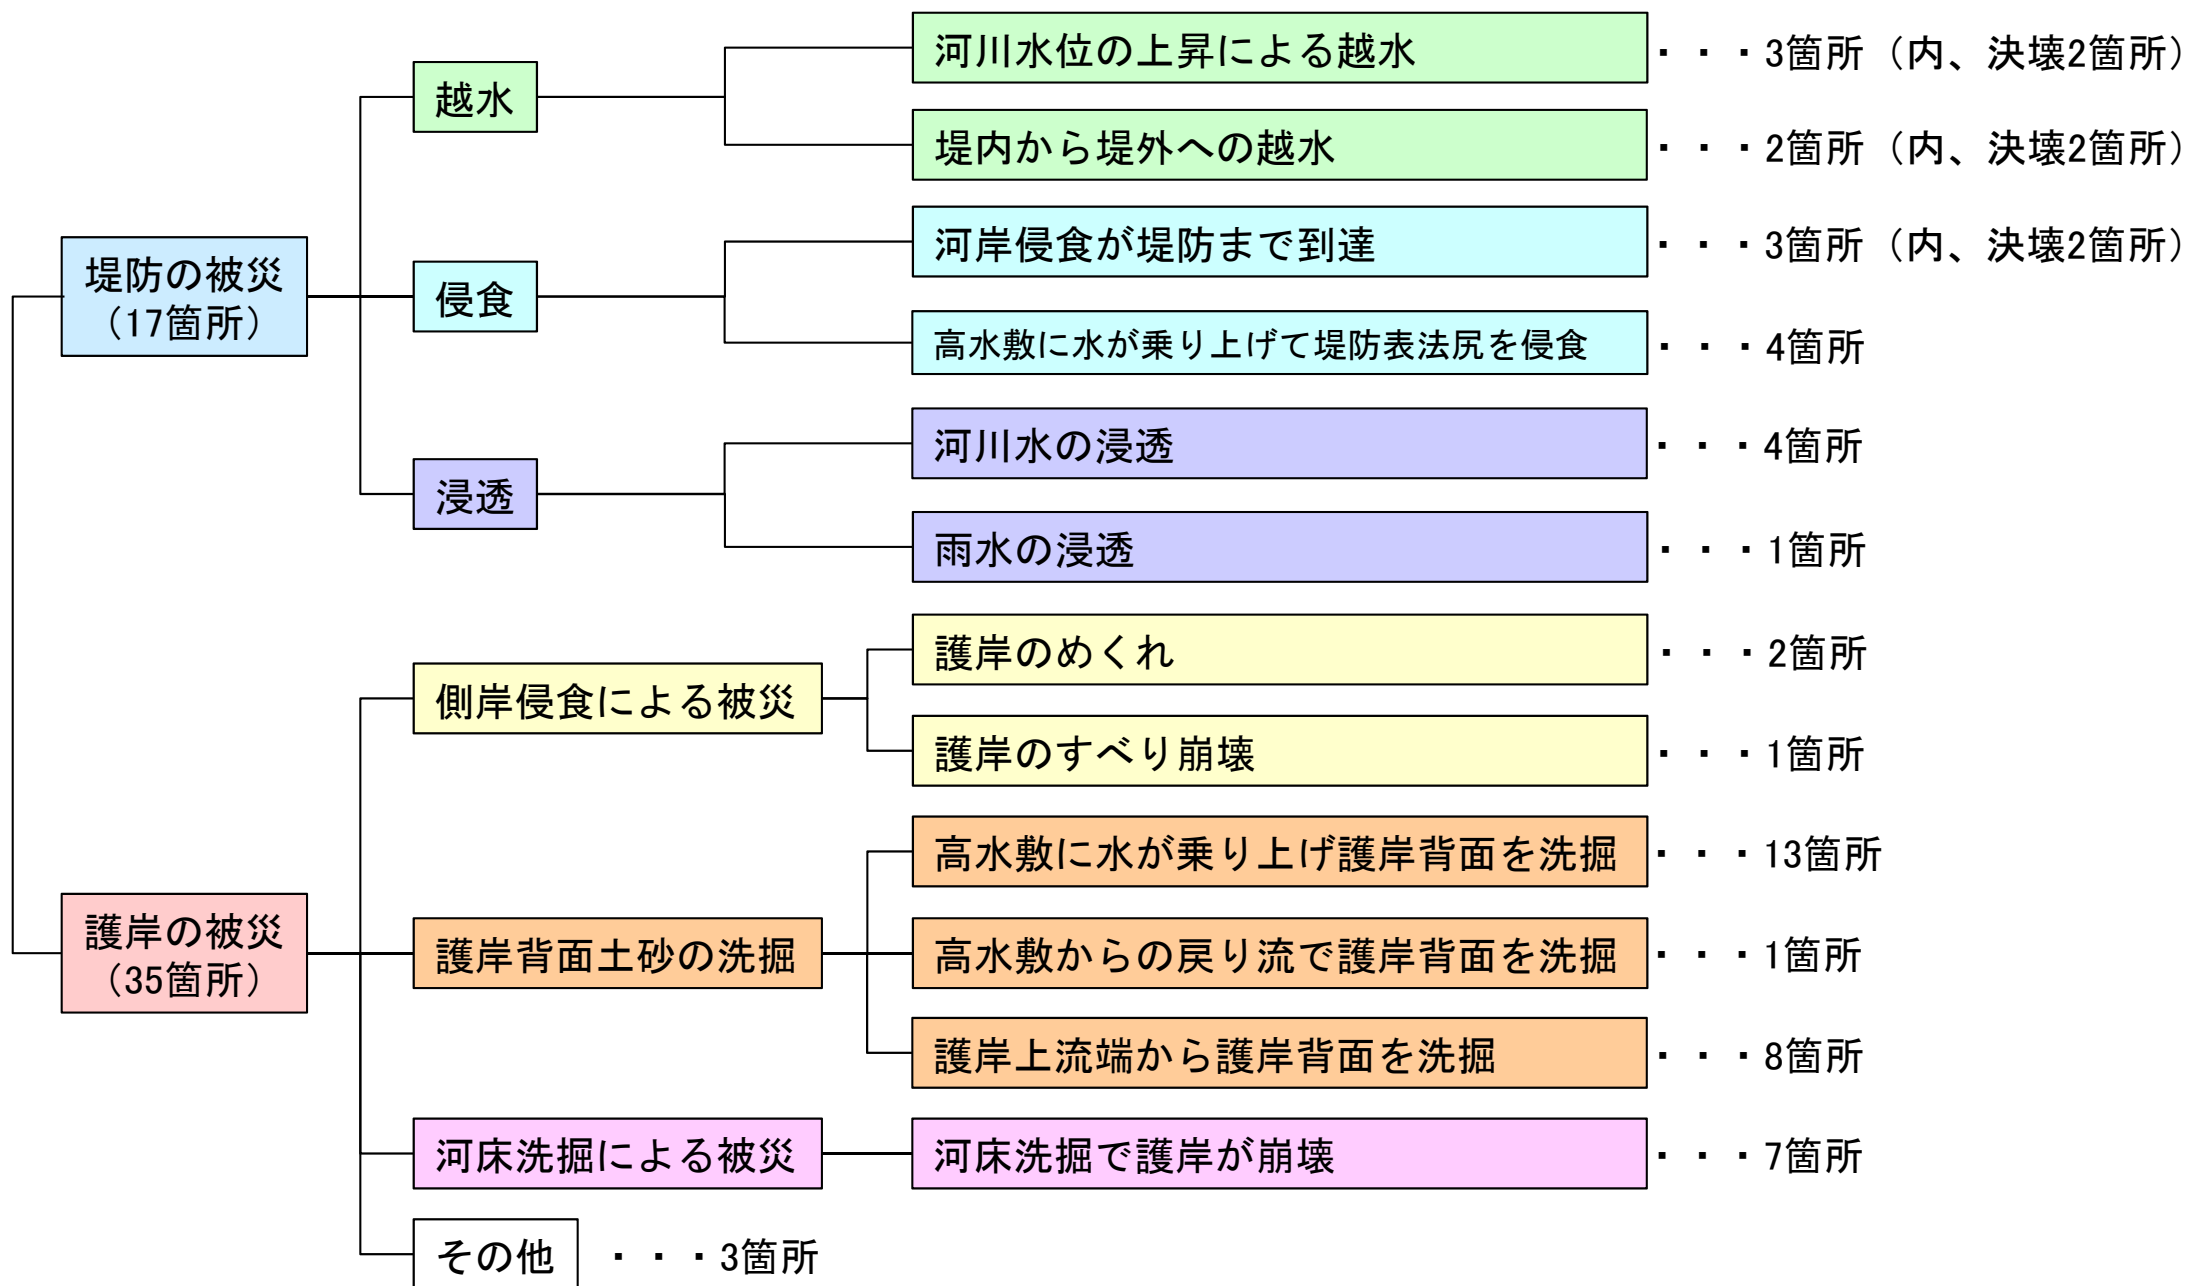 堤防の被災
（17箇所）
越水
河川水位の上昇による越水 ・・・3箇所（内、決壊2箇所）
堤内から堤外への越水 ・・・2箇所（内、決壊2箇所）
侵食
河岸侵食が堤防まで到達 ・・・3箇所（内、決壊2箇所）
高水敷に水が乗り上げて堤防表法尻を侵食 ・・・4箇所
浸透
河川水の浸透 ・・・4箇所
雨水の浸透 ・・・1箇所
護岸の被災
（35箇所）
側岸侵食による被災
護岸のめくれ ・・・2箇所
護岸のすべり崩壊 ・・・1箇所
護岸背面土砂の洗掘
高水敷に水が乗り上げ護岸背面を洗掘 ・・・13箇所
高水敷からの戻り流で護岸背面を洗掘 ・・・1箇所
護岸上流端から護岸背面を洗掘 ・・・8箇所
河床洗掘による被災
河床洗掘で護岸が崩壊 ・・・7箇所
その他 ・・・3箇所